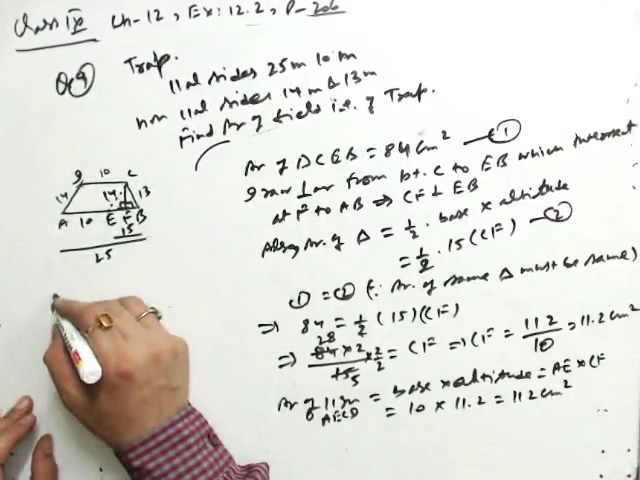 Class IX Ch-12, Ex: 12.2, P-206
Q9 Trap.
11al sides 25m 10m
non 11al sides 14m & 13m
Find Ar of field i.e. of Trap.
Ar of Δ CEB = 84 cm² — ①
Draw ⊥ar from pt. C to EB which intersect
at F to AB ⇒ CF ⊥ EB
Also, Ar. of Δ = 1/2 · base × altitude
= 1/2 · 15 (CF) — ②
① = ② (∵ Ar. of same Δ must be same)
⇒ 84 = 1/2 (15) (CF)
⇒ 28 84×2 / 15 5 × 2/2 = CF ⇒ CF = 112/10 = 11.2 cm²
Ar of 11gm AECD = base × altitude = AE × CF
= 10 × 11.2 = 112 cm²
D 10 C
14 14 13
A 10 E F B
15
25